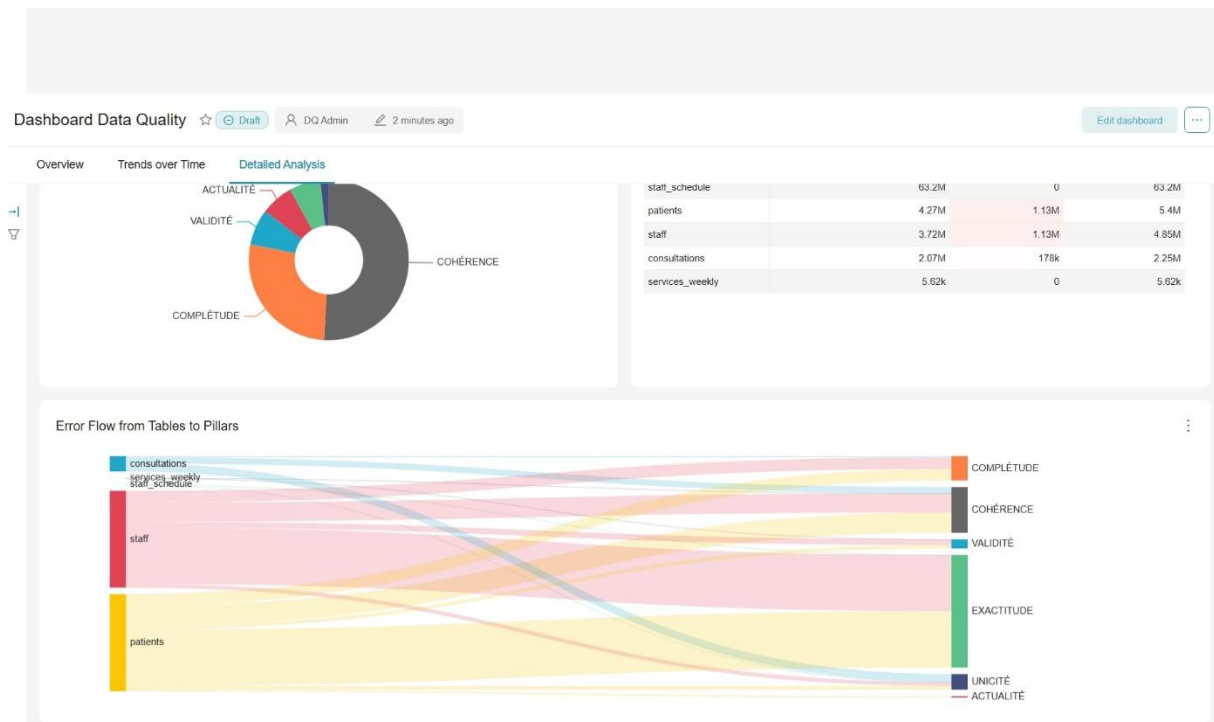 Dashboard Data Quality Draft DQ Admin 2 minutes ago Edit dashboard ...
Overview Trends over Time Detailed Analysis
ACTUALITÉ
VALIDITÉ
COHÉRENCE
COMPLÉTUDE
staff_schedule 63.2M 0 63.2M
patients 4.27M 1.13M 5.4M
staff 3.72M 1.13M 4.85M
consultations 2.07M 178k 2.25M
services_weekly 5.62k 0 5.62k
Error Flow from Tables to Pillars
consultations
services_weekly
staff_schedule
staff
patients
COMPLÉTUDE
COHÉRENCE
VALIDITÉ
EXACTITUDE
UNICITÉ
ACTUALITÉ